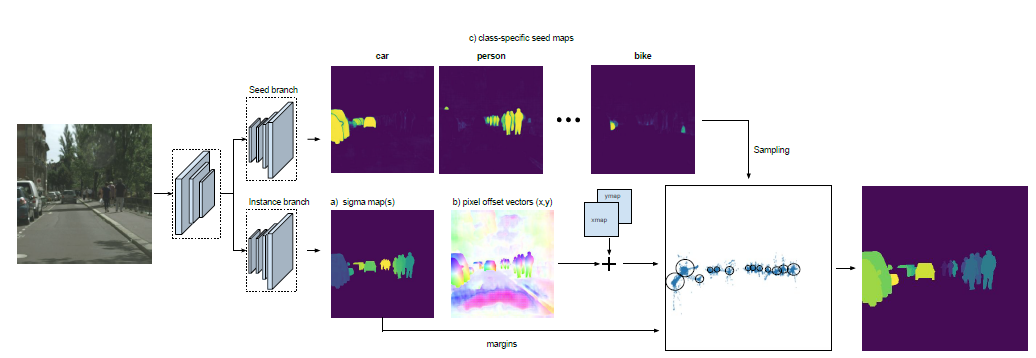 c) class-specific seed maps
car
person
bike
Seed branch
Sampling
Instance branch
a) sigma map(s)
b) pixel offset vectors (x,y)
ymap
xmap
margins